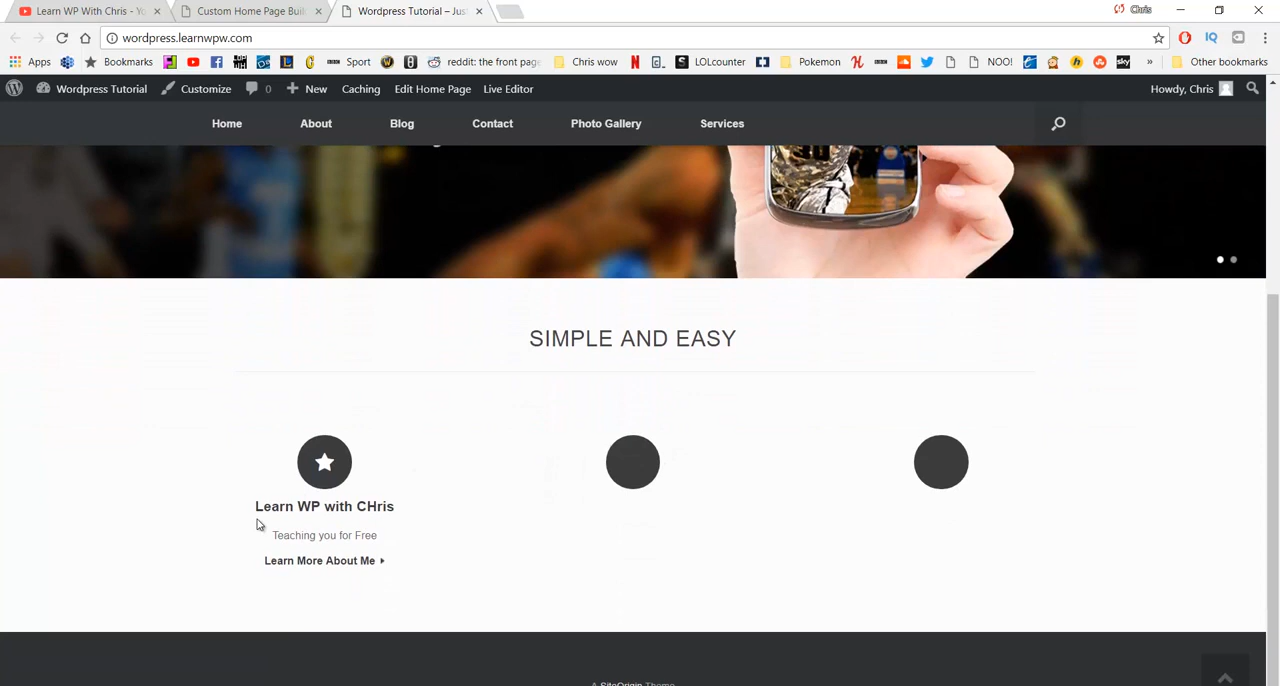 Learn WP With Chris - Yo
Custom Home Page Buil
Wordpress Tutorial – Jus
Chris
wordpress.learnwpw.com
Apps
Bookmarks
Sport
reddit: the front page
Chris wow
LOLcounter
Pokemon
NOO!
sky
»
Other bookmarks
Wordpress Tutorial
Customize
0
New
Caching
Edit Home Page
Live Editor
Howdy, Chris
Home
About
Blog
Contact
Photo Gallery
Services
SIMPLE AND EASY
Learn WP with CHris
Teaching you for Free
Learn More About Me
A SiteOrigin Theme